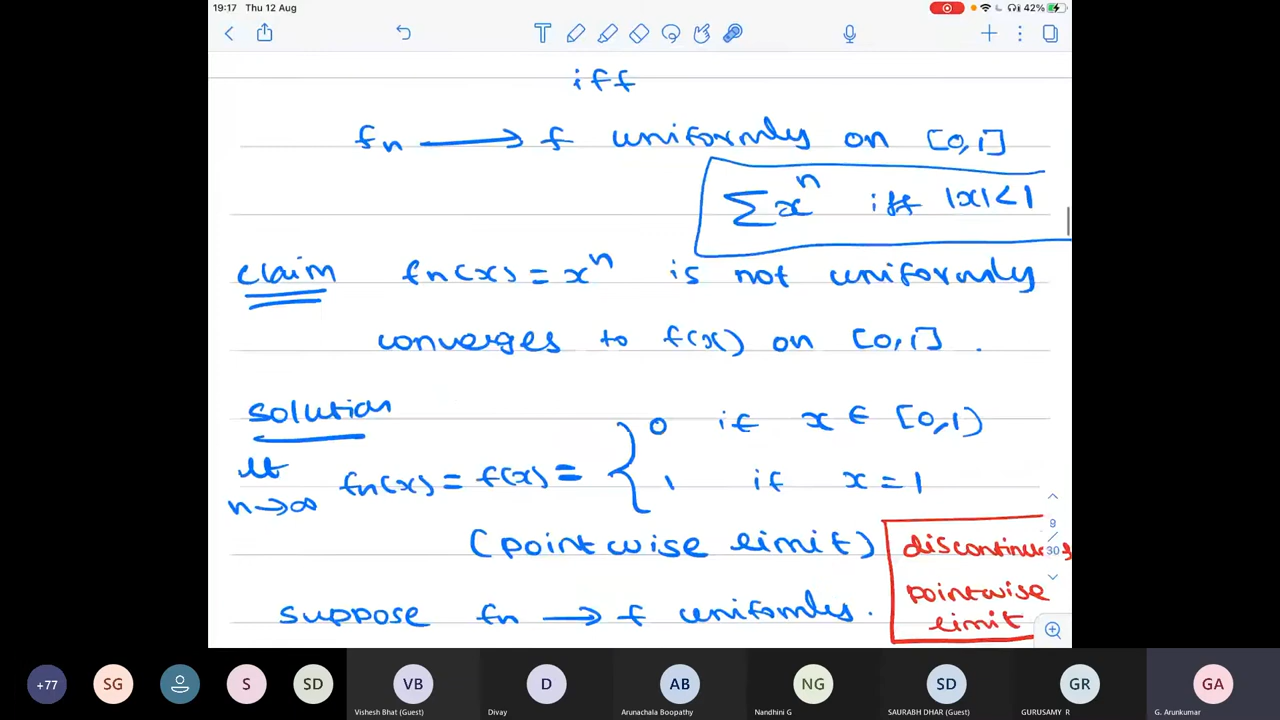 19:17 Thu 12 Aug
42%
iff
fn → f uniformly on [0,1]
∑xⁿ iff |x|<1
claim fn(x) = xⁿ is not uniformly
converges to f(x) on [0,1].
solution
lt n→∞ fn(x) = f(x) = { 0 if x ∈ [0,1)
1 if x = 1
(pointwise limit)
discontinuous
pointwise
limit
suppose fn → f uniformly.
9 / 30
+77
SG
S
SD
VB
D
AB
NG
SD
GR
GA
Vishesh Bhat (Guest)
Divay
Arunachala Boopathy
Nandhini G
SAURABH DHAR (Guest)
GURUSAMY R
G. Arunkumar